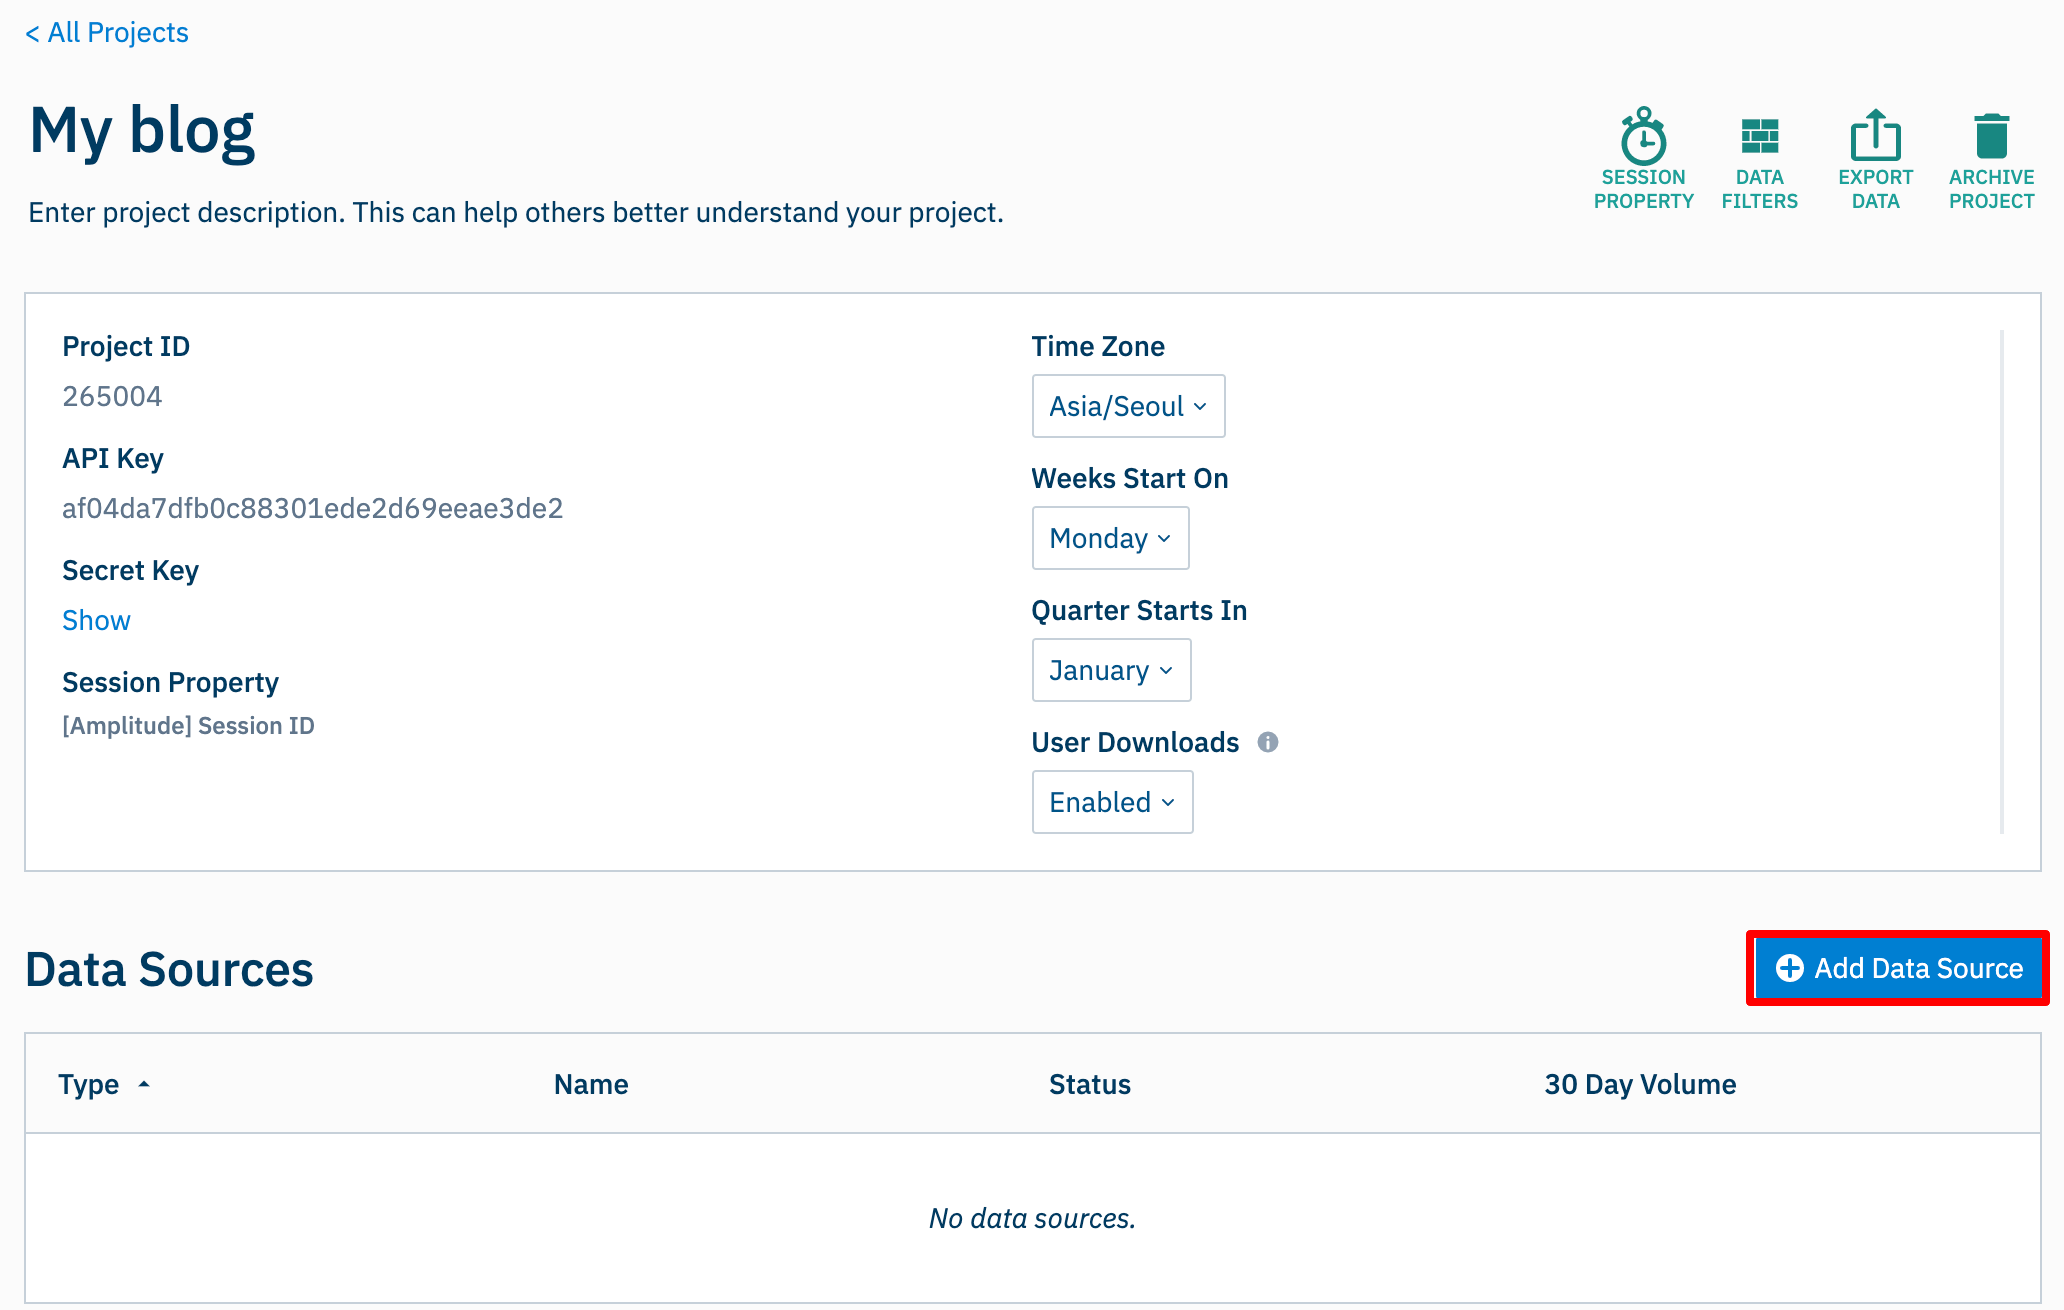 < All Projects
My blog
Enter project description. This can help others better understand your project.
SESSION PROPERTY
DATA FILTERS
EXPORT DATA
ARCHIVE PROJECT
Project ID
265004
API Key
af04da7dfb0c88301ede2d69eeae3de2
Secret Key
Show
Session Property
[Amplitude] Session ID
Time Zone
Asia/Seoul
Weeks Start On
Monday
Quarter Starts In
January
User Downloads
Enabled
Data Sources
Add Data Source
Type Name Status 30 Day Volume
No data sources.